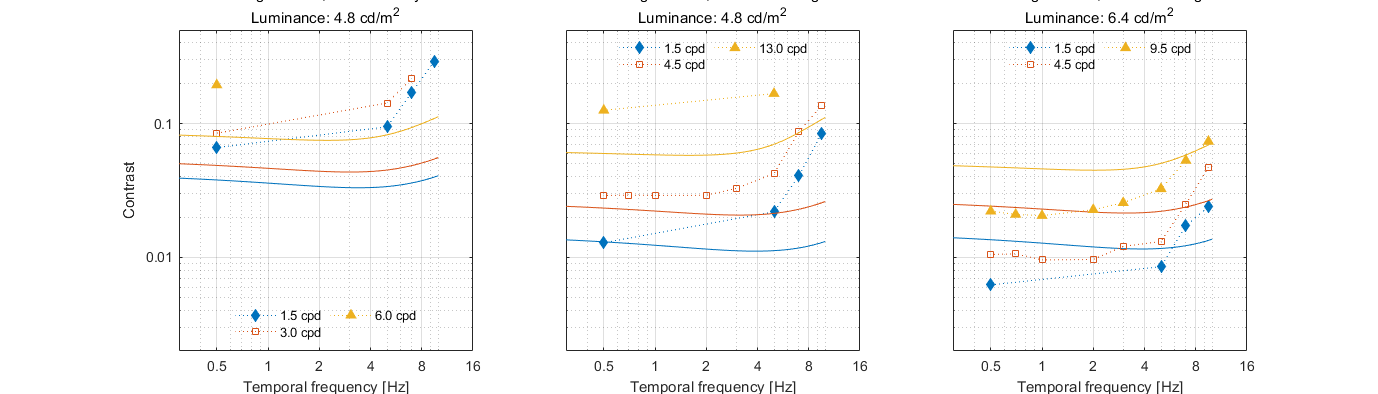 Luminance: 4.8 cd/m²
Luminance: 4.8 cd/m²
Luminance: 6.4 cd/m²
Contrast
0.1
0.01
1.5 cpd
6.0 cpd
3.0 cpd
0.5 1 2 4 8 16
Temporal frequency [Hz]
1.5 cpd
13.0 cpd
4.5 cpd
0.5 1 2 4 8 16
Temporal frequency [Hz]
1.5 cpd
9.5 cpd
4.5 cpd
0.5 1 2 4 8 16
Temporal frequency [Hz]